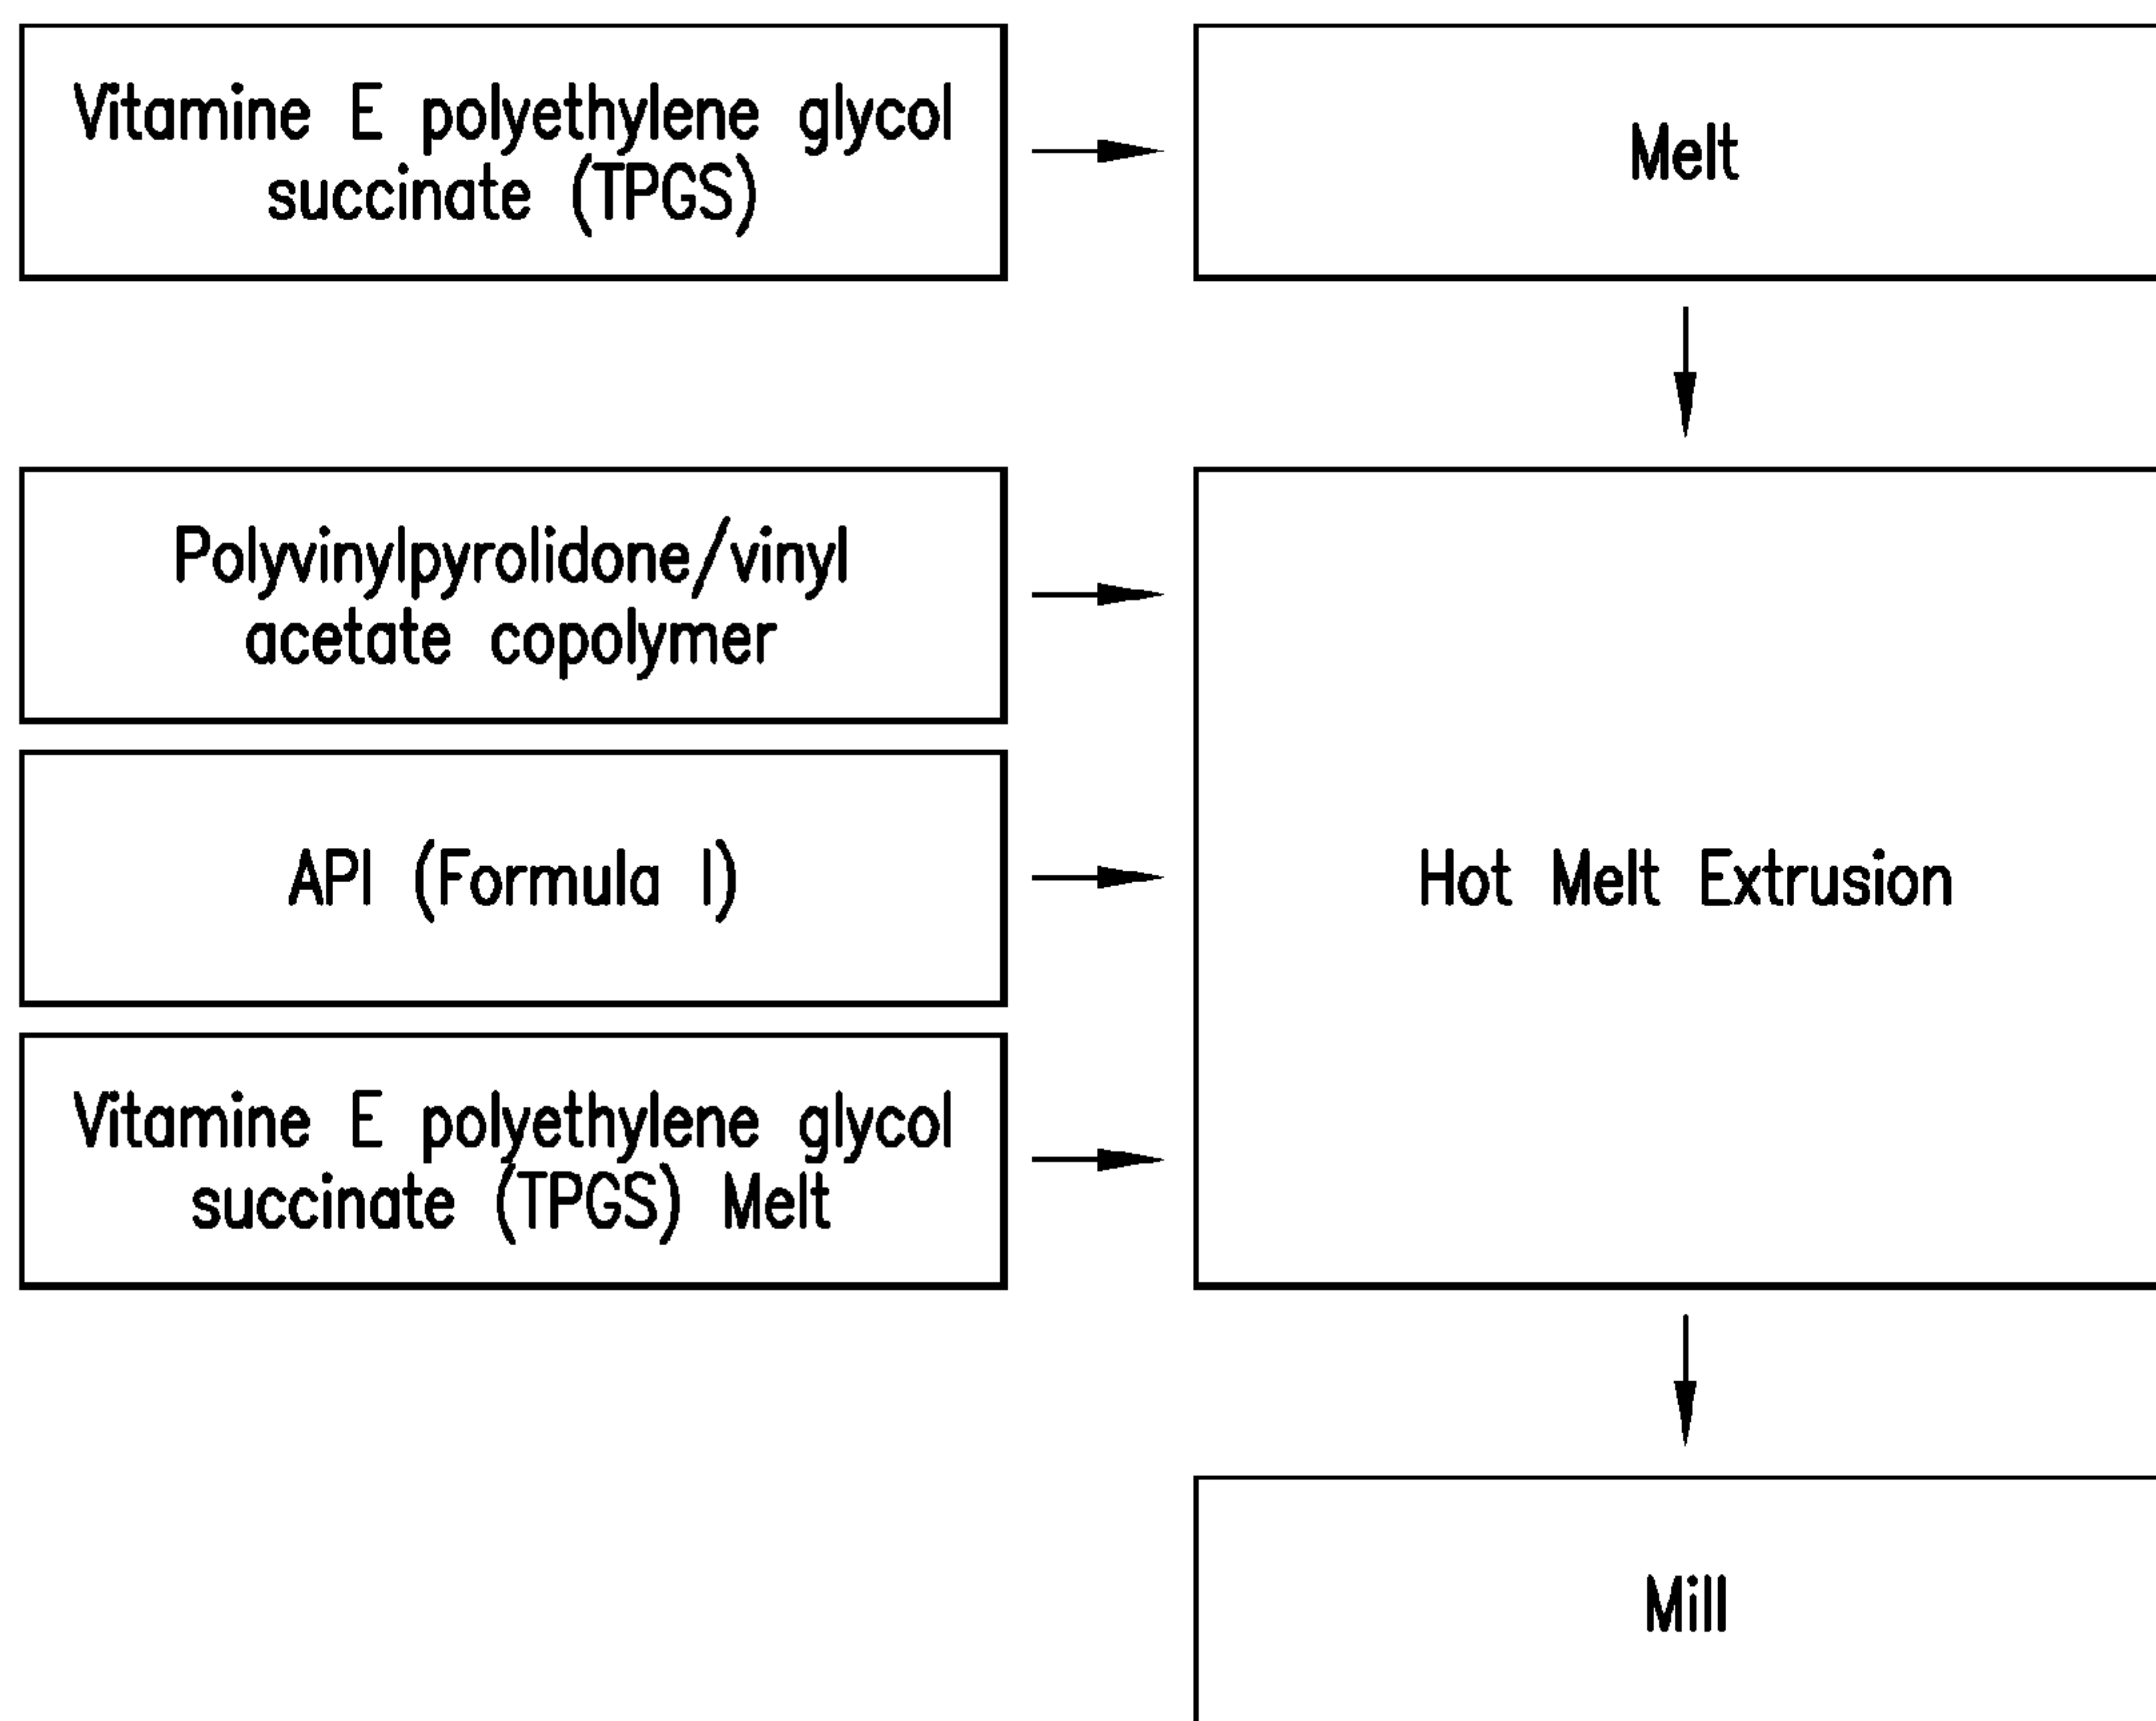 Vitamine E polyethylene glycol
succinate (TPGS)
Melt
Polyvinylpyrolidone/vinyl
acetate copolymer
API (Formula I)
Hot Melt Extrusion
Vitamine E polyethylene glycol
succinate (TPGS) Melt
Mill